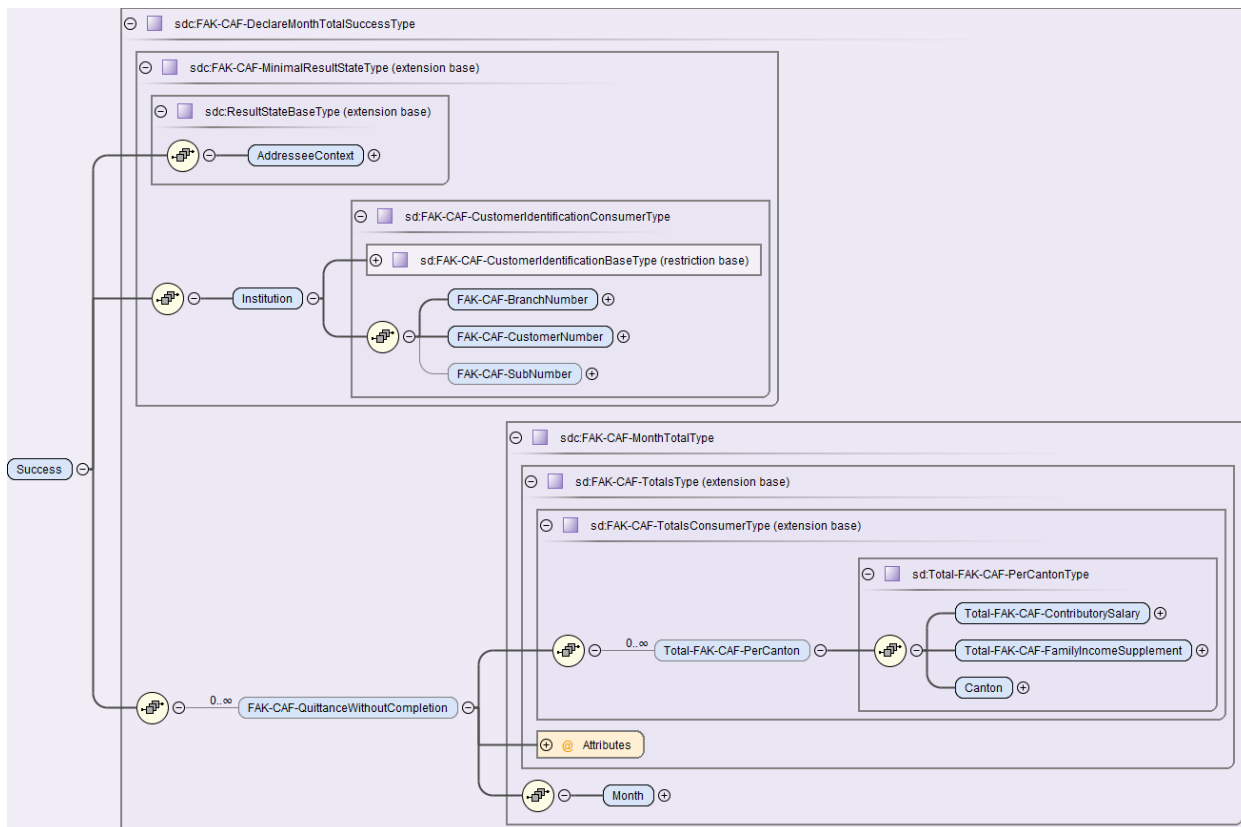 sdc:FAK-CAF-DeclareMonthTotalSuccessType
sdc:FAK-CAF-MinimalResultStateType (extension base)
sdc:ResultStateBaseType (extension base)
AddresseeContext
sd:FAK-CAF-CustomerIdentificationConsumerType
sd:FAK-CAF-CustomerIdentificationBaseType (restriction base)
Institution
FAK-CAF-BranchNumber
FAK-CAF-CustomerNumber
FAK-CAF-SubNumber
sdc:FAK-CAF-MonthTotalType
Success
sd:FAK-CAF-TotalsType (extension base)
sd:FAK-CAF-TotalsConsumerType (extension base)
sd:Total-FAK-CAF-PerCantonType
Total-FAK-CAF-ContributorySalary
0..∞ Total-FAK-CAF-PerCanton
Total-FAK-CAF-FamilyIncomeSupplement
Canton
0..∞ FAK-CAF-QuittanceWithoutCompletion
@ Attributes
Month